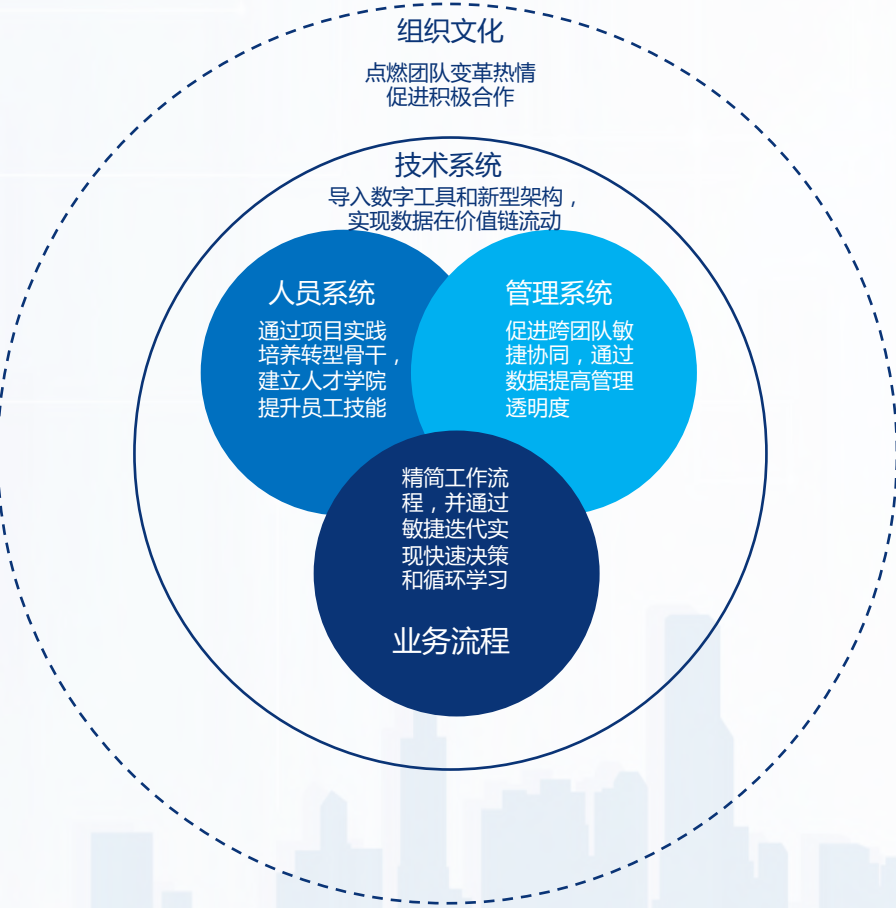 组织文化
点燃团队变革热情
促进积极合作
技术系统
导入数字工具和新型架构，
实现数据在价值链流动
人员系统
通过项目实践
培养转型骨干，
建立人才学院
提升员工技能
管理系统
促进跨团队敏
捷协同，通过
数据提高管理
透明度
精简工作流
程，并通过
敏捷迭代实
现快速决策
和循环学习
业务流程